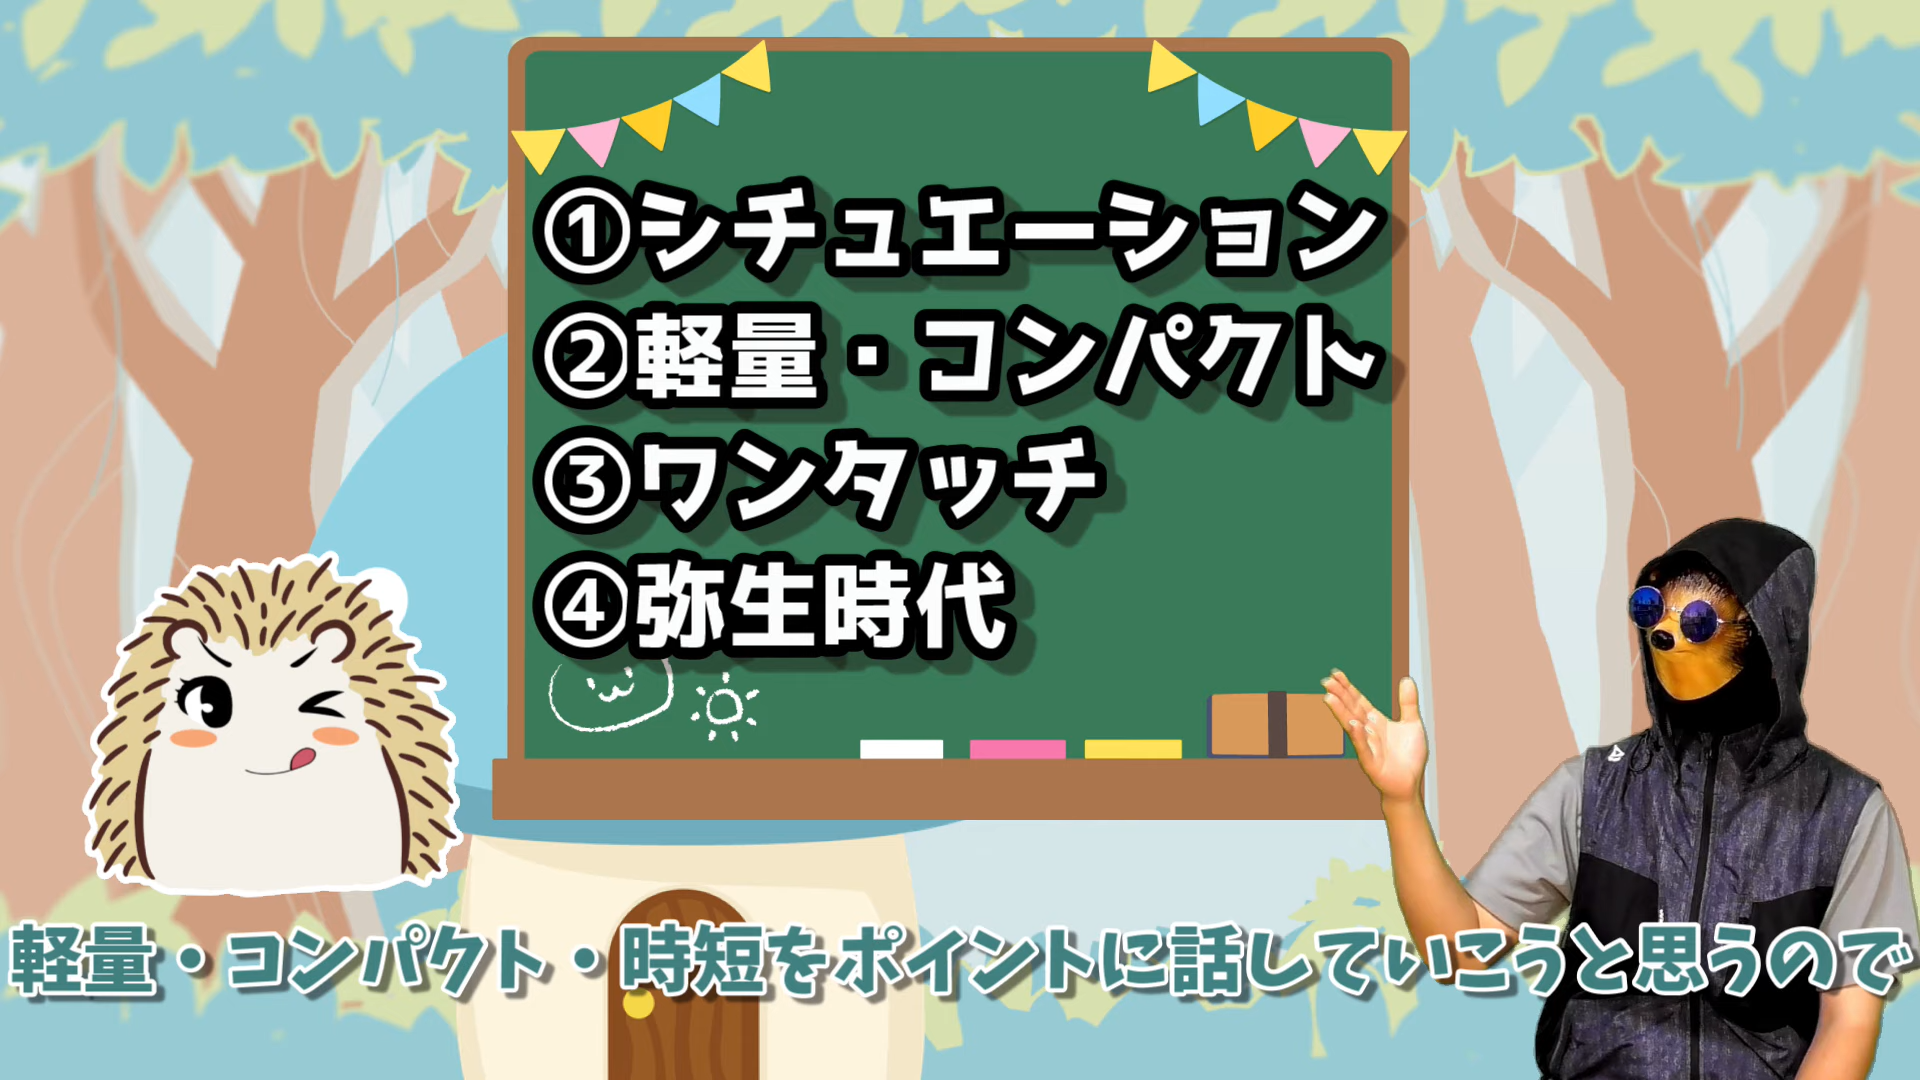 ①シチュエーション
②軽量・コンパクト
③ワンタッチ
④弥生時代
軽量・コンパクト・時短をポイントに話していこうと思うので